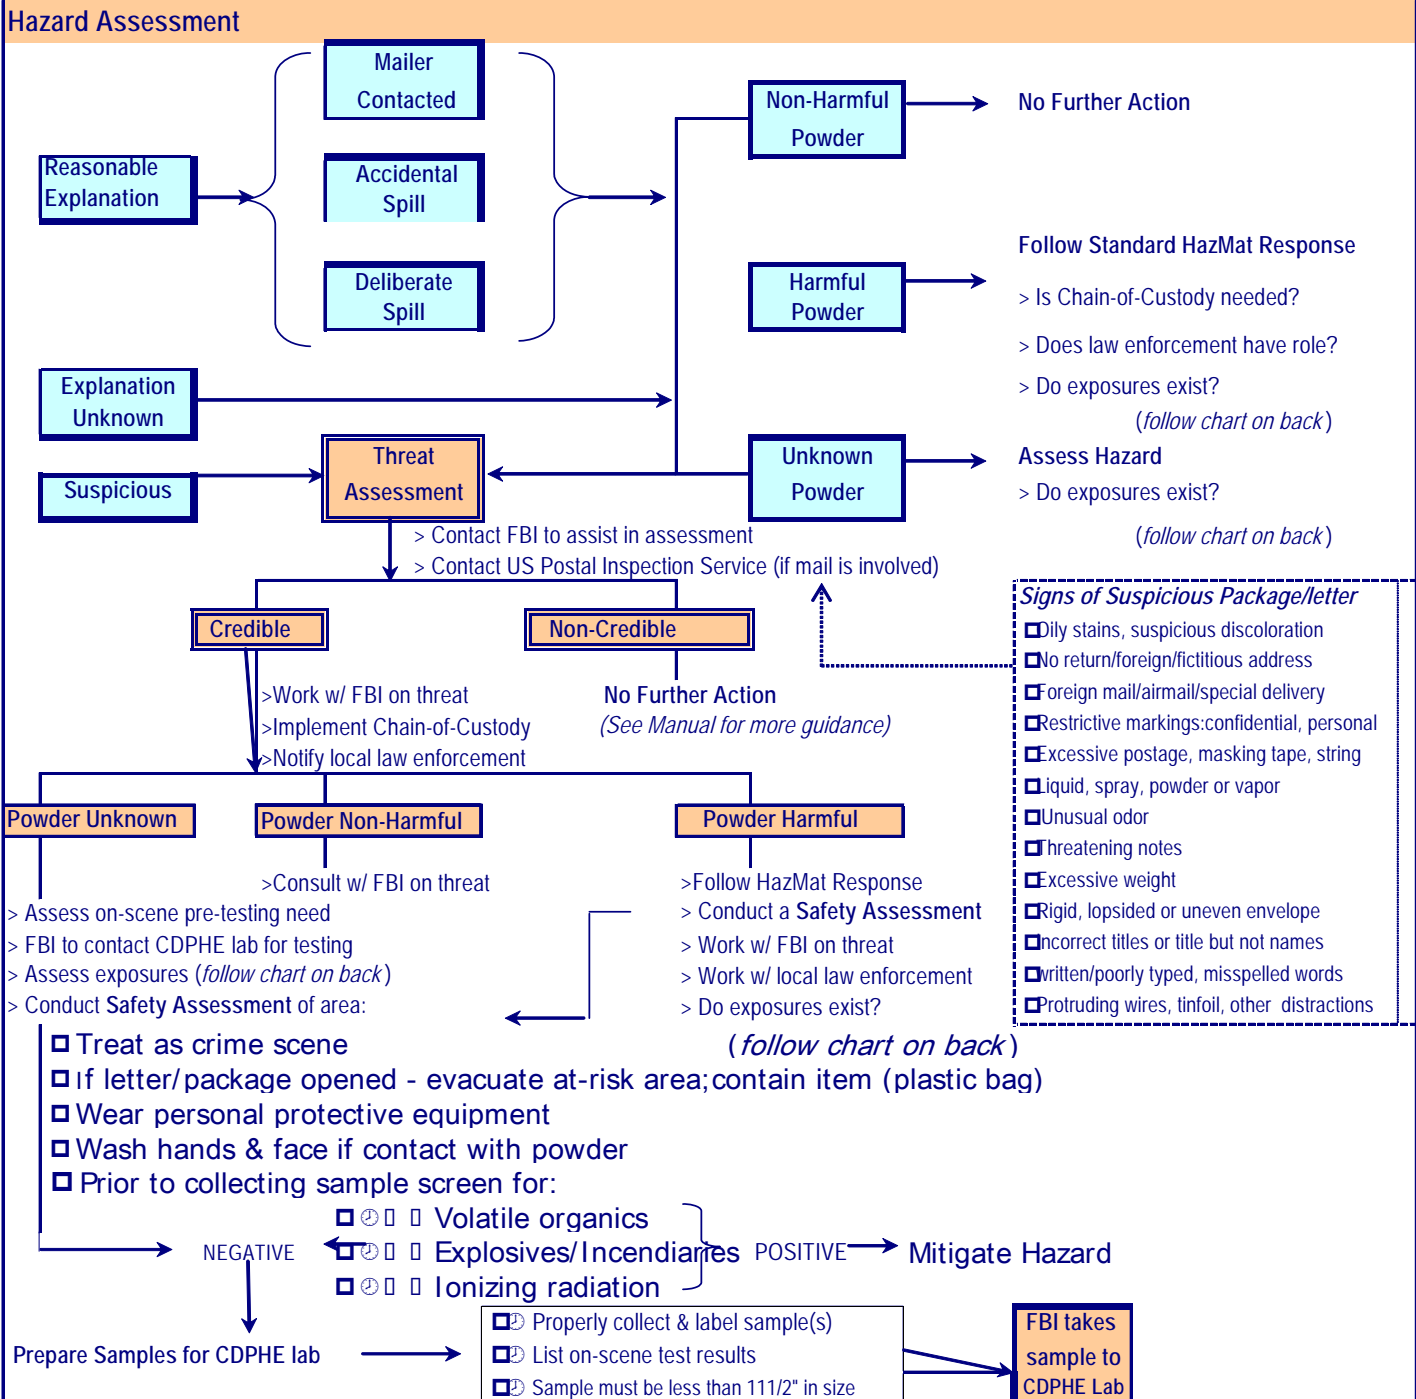 Hazard Assessment
Mailer
Contacted
Non-Harmful
Powder
No Further Action
Reasonable
Explanation
Accidental
Spill
Deliberate
Spill
Harmful
Powder
Follow Standard HazMat Response
> Is Chain-of-Custody needed?
> Does law enforcement have role?
> Do exposures exist?
(follow chart on back)
Explanation
Unknown
Suspicious
Threat
Assessment
Unknown
Powder
Assess Hazard
> Do exposures exist?
(follow chart on back)
> Contact FBI to assist in assessment
> Contact US Postal Inspection Service (if mail is involved)
Credible
Non-Credible
>Work w/ FBI on threat
>Implement Chain-of-Custody
>Notify local law enforcement
No Further Action
(See Manual for more guidance)
Signs of Suspicious Package/letter
Oily stains, suspicious discoloration
No return/foreign/fictitious address
Foreign mail/airmail/special delivery
Restrictive markings:confidential, personal
Excessive postage, masking tape, string
Liquid, spray, powder or vapor
Unusual odor
Threatening notes
Excessive weight
Rigid, lopsided or uneven envelope
Incorrect titles or title but not names
written/poorly typed, misspelled words
Protruding wires, tinfoil, other distractions
Powder Unknown
Powder Non-Harmful
Powder Harmful
>Consult w/ FBI on threat
> Assess on-scene pre-testing need
> FBI to contact CDPHE lab for testing
> Assess exposures (follow chart on back)
> Conduct Safety Assessment of area:
>Follow HazMat Response
> Conduct a Safety Assessment
> Work w/ FBI on threat
> Work w/ local law enforcement
> Do exposures exist?
(follow chart on back)
Treat as crime scene
If letter/package opened - evacuate at-risk area;contain item (plastic bag)
Wear personal protective equipment
Wash hands & face if contact with powder
Prior to collecting sample screen for:
Volatile organics
Explosives/Incendiaries
Ionizing radiation
NEGATIVE
POSITIVE
Mitigate Hazard
Prepare Samples for CDPHE lab
Properly collect & label sample(s)
List on-scene test results
Sample must be less than 111/2" in size
FBI takes
sample to
CDPHE Lab